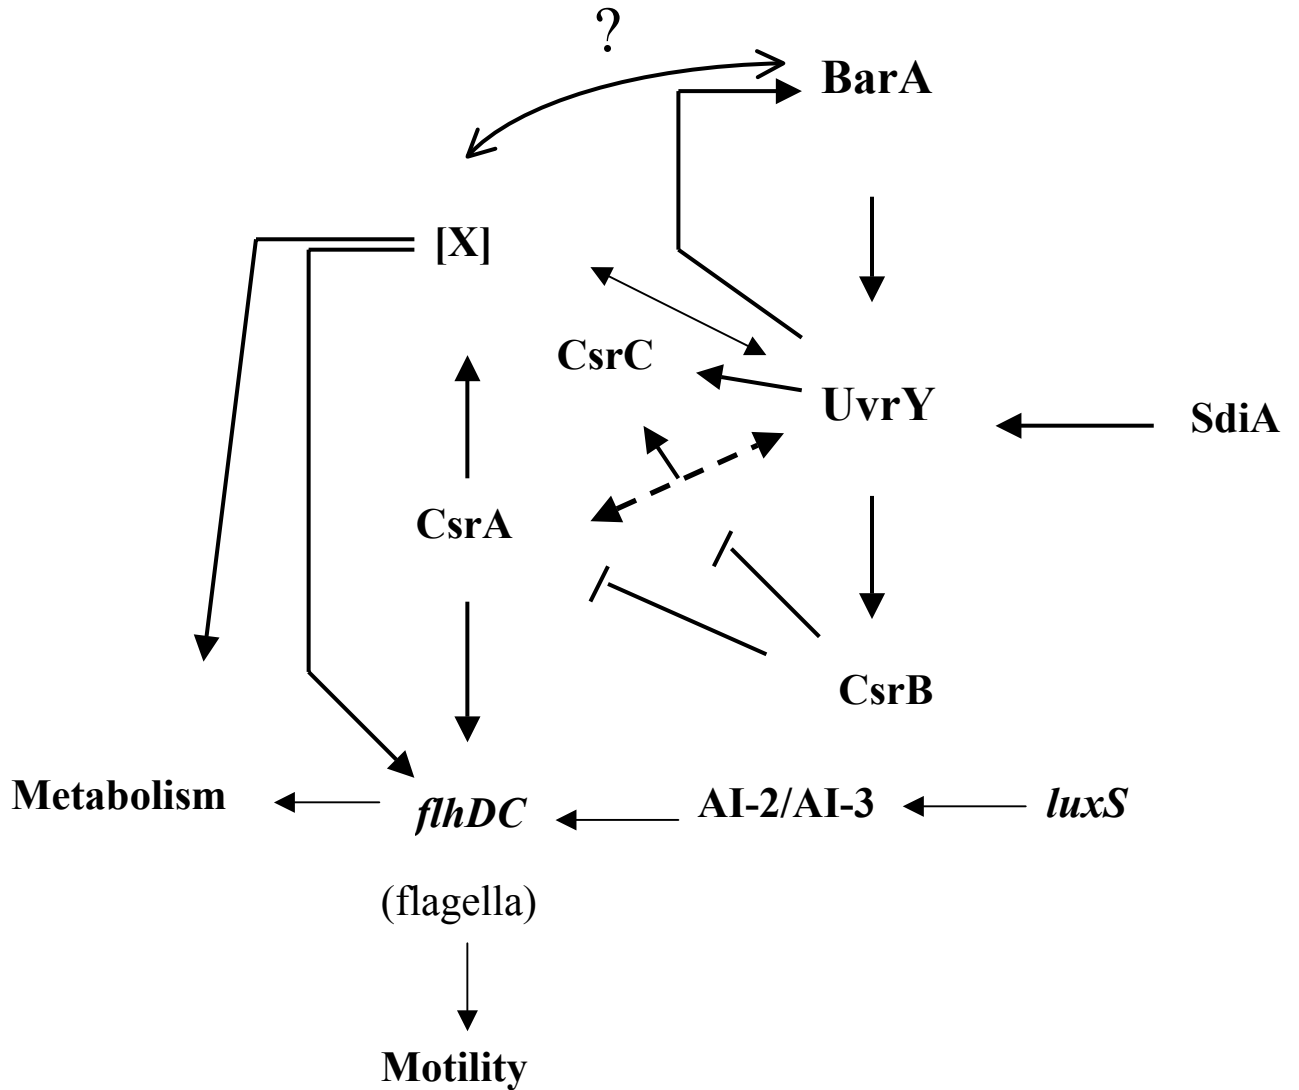 ?
BarA
[X]
CsrC
UvrY
SdiA
CsrA
CsrB
Metabolism
flhDC
AI-2/AI-3
luxS
(flagella)
Motility